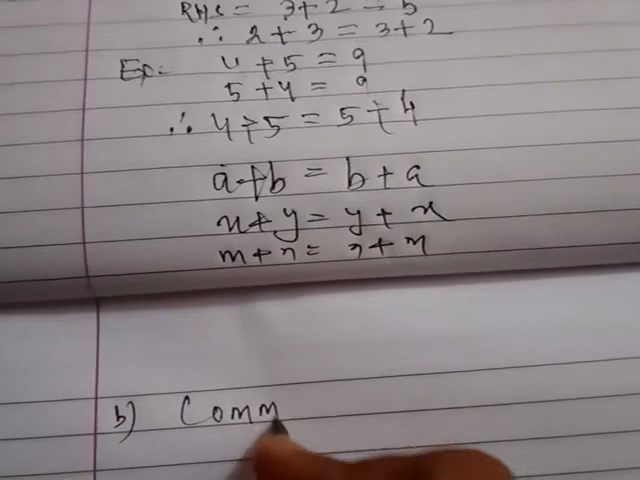 RHS = 3+2 = 5
∴ 2+3 = 3+2
Ex:- 4+5 = 9
5+4 = 9
∴ 4+5 = 5+4
a+b = b+a
x+y = y+x
m+n = n+m
b) Comm